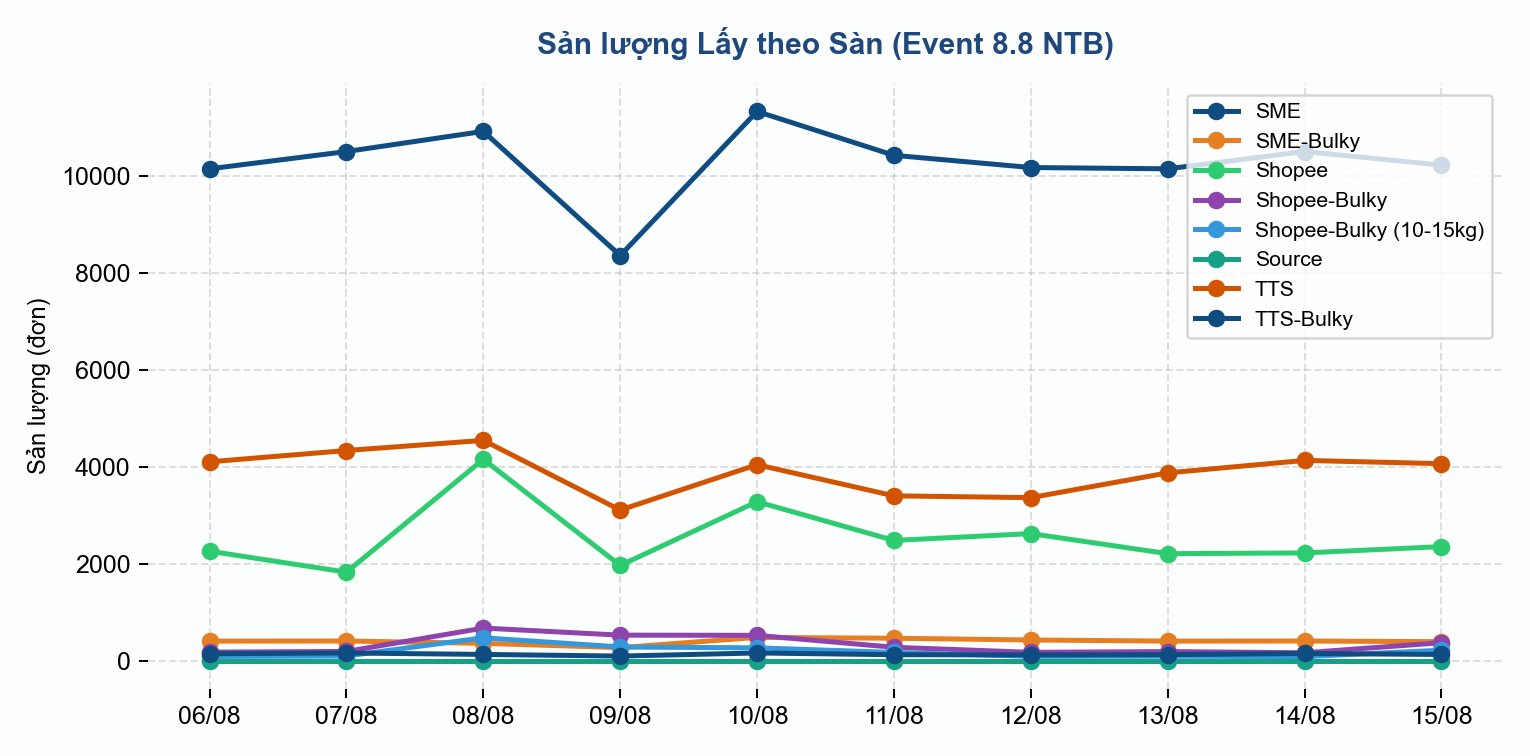 Sản lượng Lấy theo Sàn (Event 8.8 NTB)
Sản lượng (đơn)
10000
8000
6000
4000
2000
0
SME
SME-Bulky
Shopee
Shopee-Bulky
Shopee-Bulky (10-15kg)
Source
TTS
TTS-Bulky
06/08 07/08 08/08 09/08 10/08 11/08 12/08 13/08 14/08 15/08